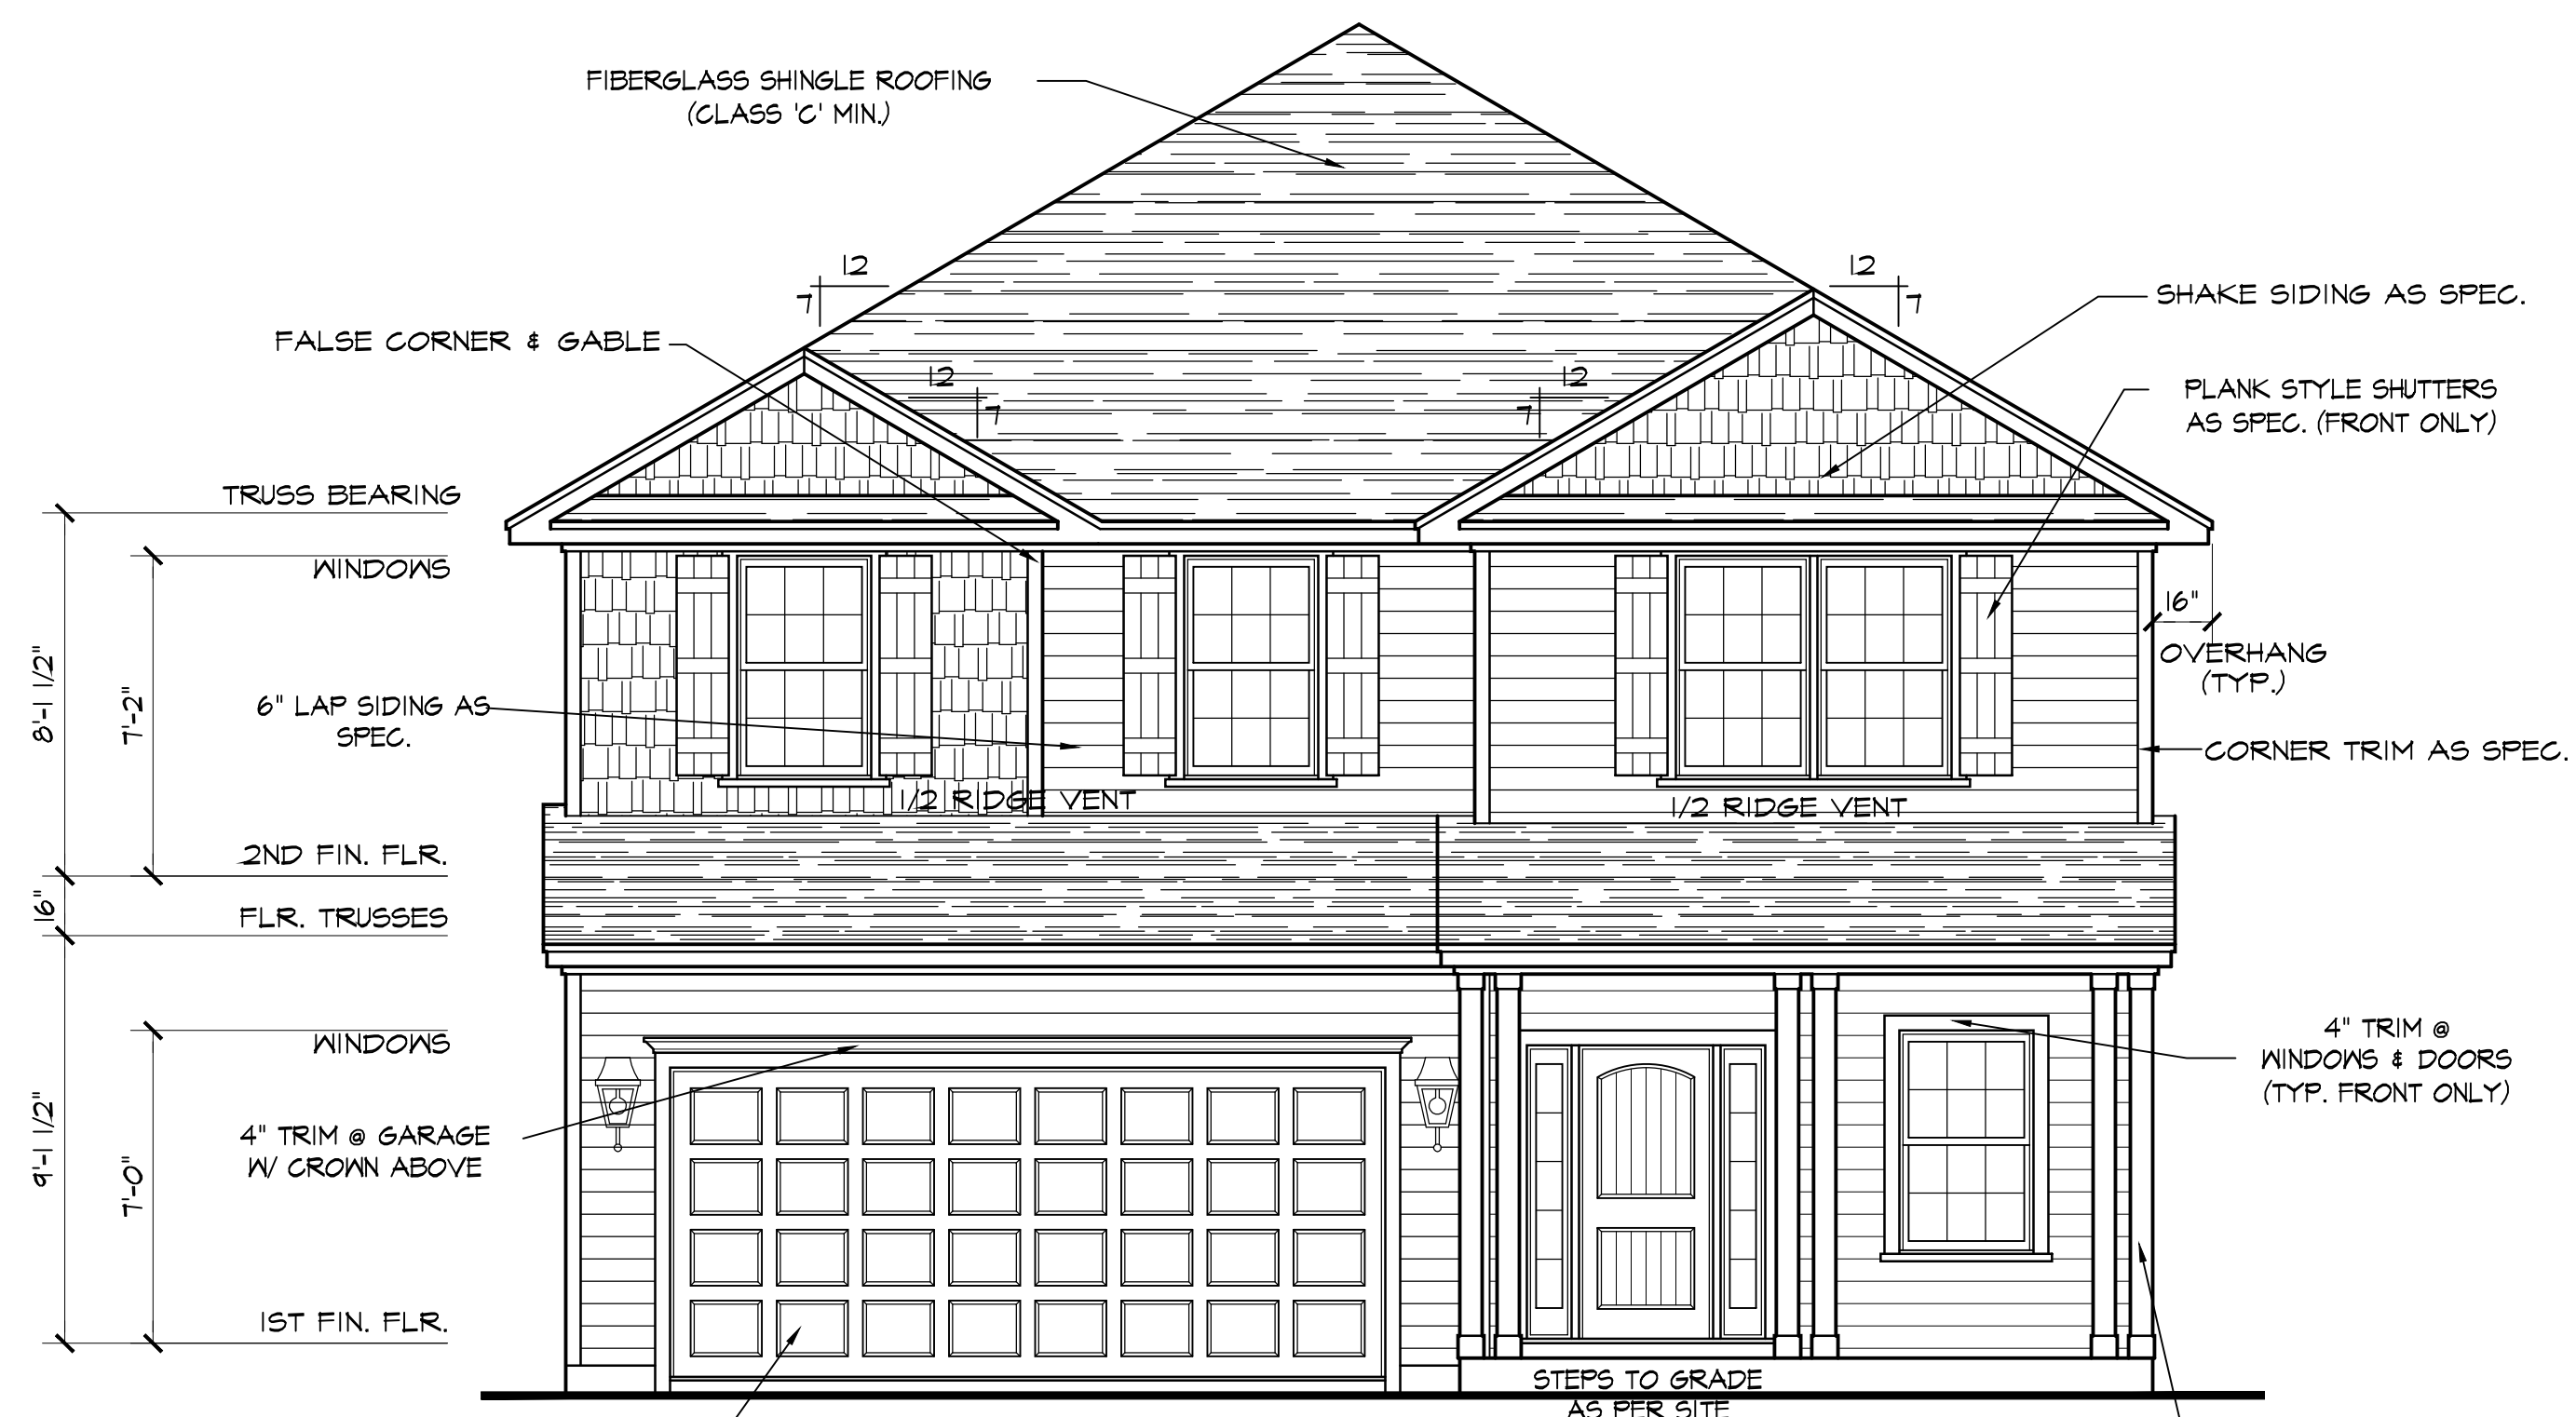 FIBERGLASS SHINGLE ROOFING
(CLASS 'C' MIN.)
12
7
12
7
SHAKE SIDING AS SPEC.
FALSE CORNER & GABLE
12
7
12
7
PLANK STYLE SHUTTERS
AS SPEC. (FRONT ONLY)
TRUSS BEARING
WINDOWS
16"
OVERHANG
(TYP.)
8'-1 1/2"
7'-2"
6" LAP SIDING AS
SPEC.
CORNER TRIM AS SPEC.
1/2 RIDGE VENT
1/2 RIDGE VENT
2ND FIN. FLR.
16"
FLR. TRUSSES
WINDOWS
4" TRIM @
WINDOWS & DOORS
(TYP. FRONT ONLY)
9'-1 1/2"
7'-0"
4" TRIM @ GARAGE
W/ CROWN ABOVE
1ST FIN. FLR.
STEPS TO GRADE
AS PER SITE